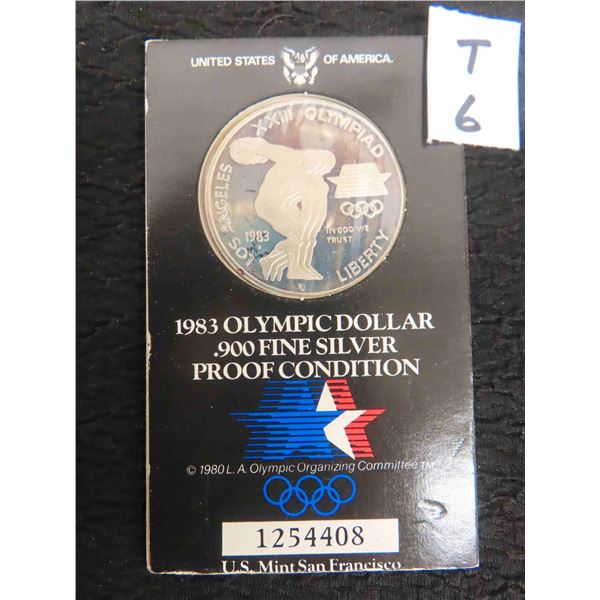 T
6
UNITED STATES OF AMERICA.
LOS ANGELES XXIII OLYMPIAD
1983
S
IN GOD WE
TRUST
LIBERTY
1983 OLYMPIC DOLLAR
.900 FINE SILVER
PROOF CONDITION
© 1980 L.A. Olympic Organizing Committee TM
1254408
U.S. Mint San Francisco